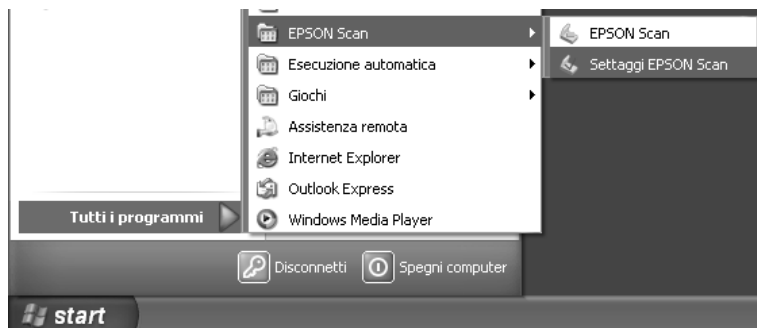 EPSON Scan
EPSON Scan
Esecuzione automatica
Settaggi EPSON Scan
Giochi
Assistenza remota
Internet Explorer
Outlook Express
Tutti i programmi
Windows Media Player
Disconnetti
Spegni computer
start